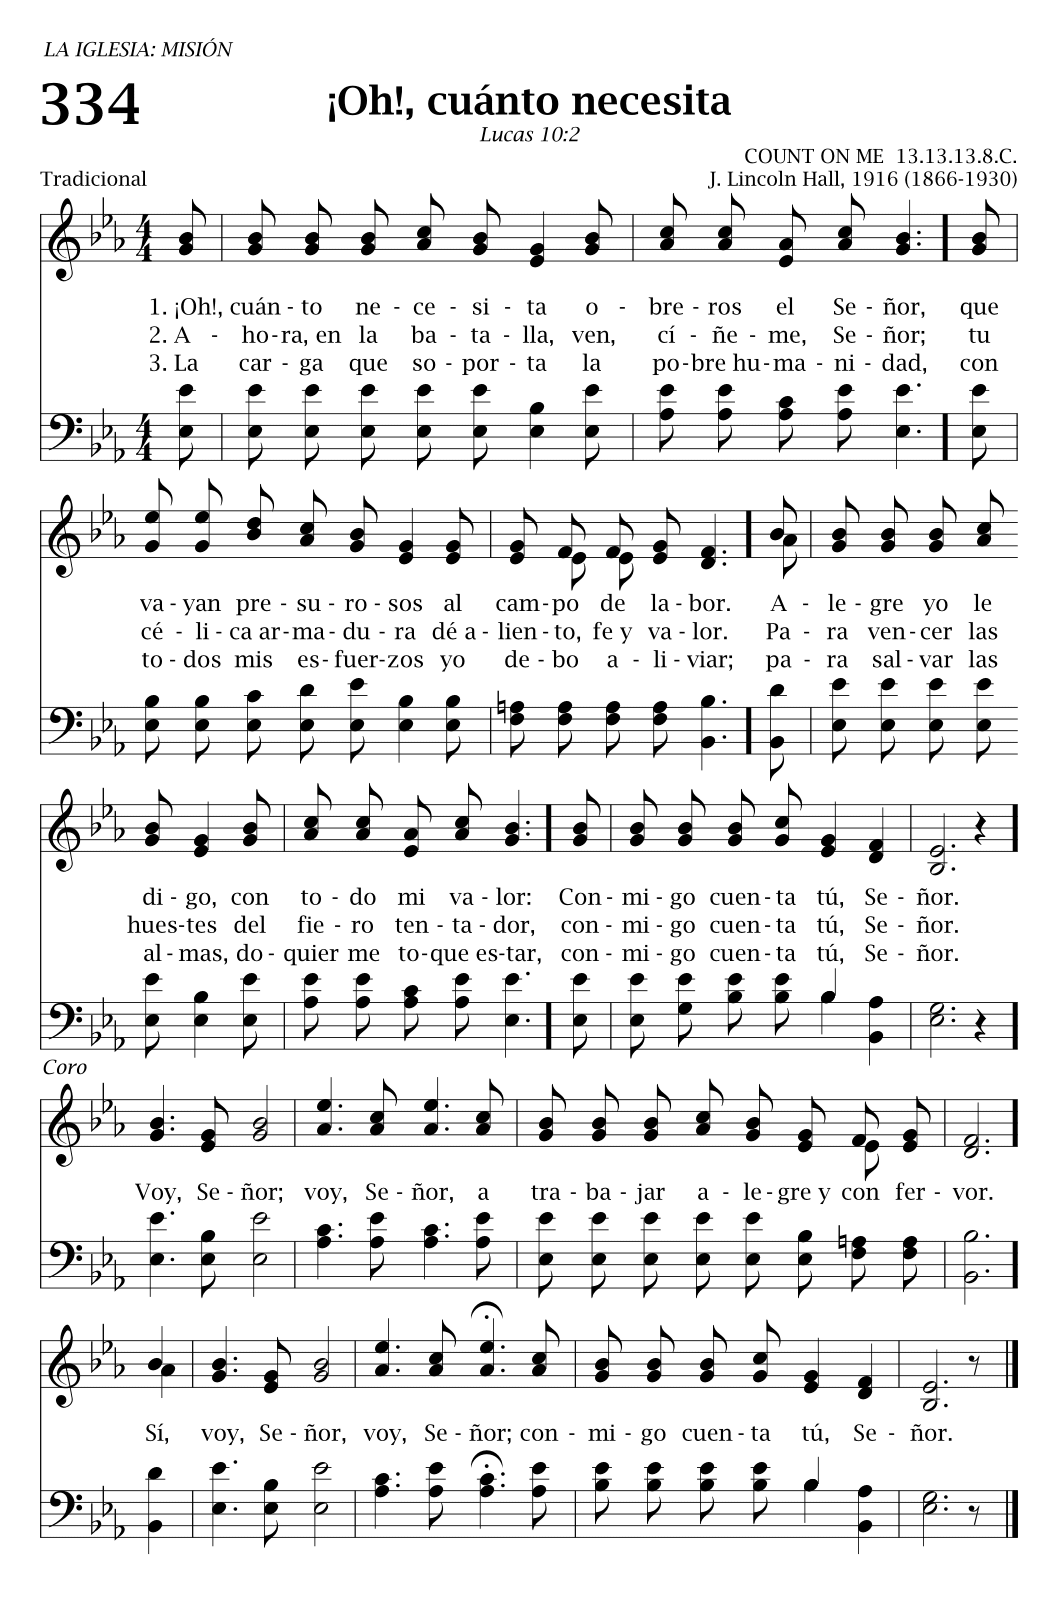 LA IGLESIA: MISIÓN
334 ¡Oh!, cuánto necesita
Lucas 10:2
COUNT ON ME 13.13.13.8.C.
Tradicional J. Lincoln Hall, 1916 (1866-1930)
1. ¡Oh!, cuán - to ne - ce - si - ta o - bre - ros el Se - ñor, que
2. A - ho - ra, en la ba - ta - lla, ven, cí - ñe - me, Se - ñor; tu
3. La car - ga que so - por - ta la po - bre hu - ma - ni - dad, con
va - yan pre - su - ro - sos al cam - po de la - bor. A - le - gre yo le
cé - li - ca ar - ma - du - ra dé a - lien - to, fe y va - lor. Pa - ra ven - cer las
to - dos mis es - fuer - zos yo de - bo a - li - viar; pa - ra sal - var las
di - go, con to - do mi va - lor: Con - mi - go cuen - ta tú, Se - ñor.
hues - tes del fie - ro ten - ta - dor, con - mi - go cuen - ta tú, Se - ñor.
al - mas, do - quier me to - que es - tar, con - mi - go cuen - ta tú, Se - ñor.
Coro
Voy, Se - ñor; voy, Se - ñor, a tra - ba - jar a - le - gre y con fer - vor.
Sí, voy, Se - ñor, voy, Se - ñor; con - mi - go cuen - ta tú, Se - ñor.